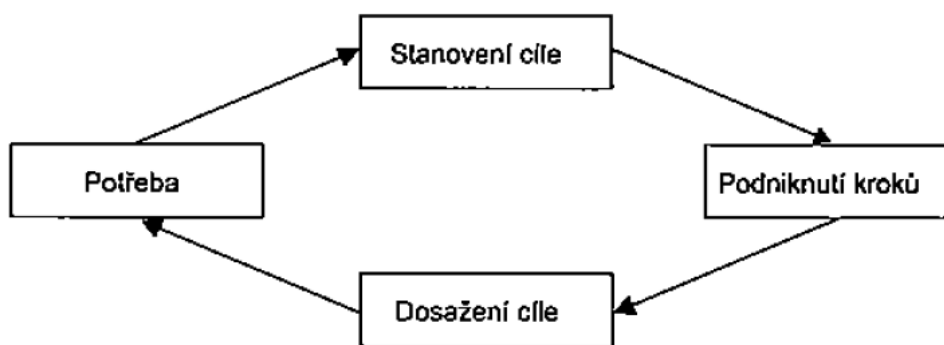 Stanovení cíle
Potřeba
Podniknutí kroků
Dosažení cíle